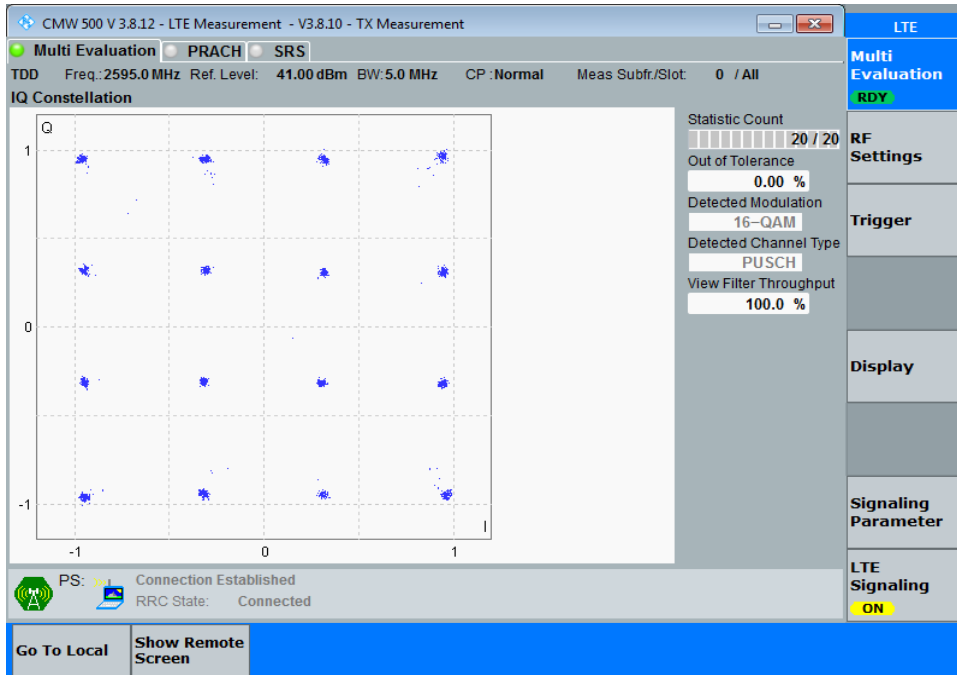 CMW 500 V 3.8.12 - LTE Measurement - V3.8.10 - TX Measurement
LTE
Multi Evaluation PRACH SRS
Multi Evaluation
RDY
TDD Freq.:2595.0 MHz Ref. Level: 41.00 dBm BW:5.0 MHz CP :Normal Meas Subfr./Slot: 0 / All
IQ Constellation
Q
1
0
-1
-1 0 1
I
Statistic Count
20 / 20
Out of Tolerance
0.00 %
Detected Modulation
16-QAM
Detected Channel Type
PUSCH
View Filter Throughput
100.0 %
RF
Settings
Trigger
Display
Signaling
Parameter
LTE
Signaling
ON
PS: Connection Established
RRC State: Connected
Go To Local
Show Remote
Screen